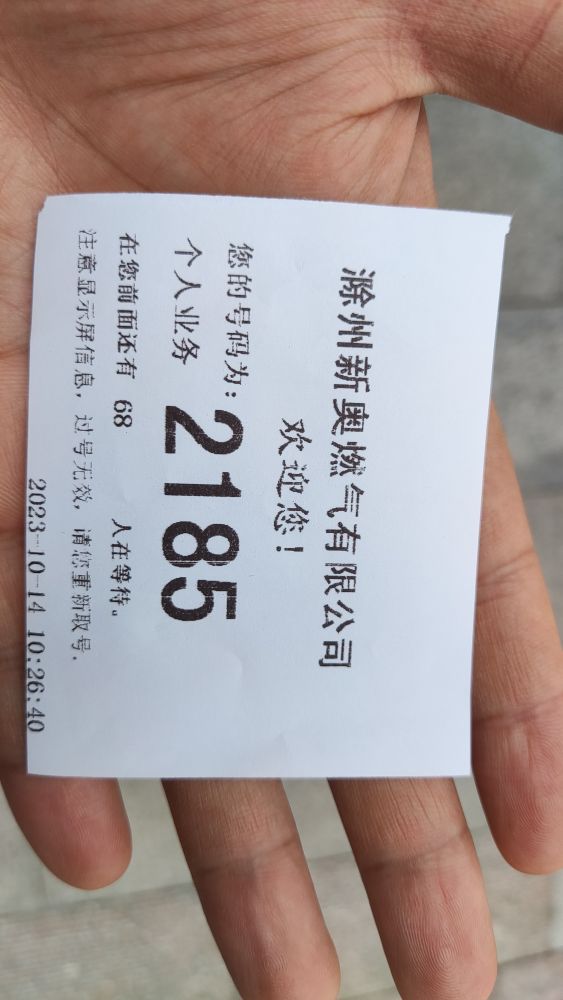 滁州新奥燃气有限公司
欢迎您!
您的号码为:
个人业务 2185
在您前面还有 68 人在等待。
注意显示屏信息，过号无效，请您重新取号.
2023-10-14 10:26:40